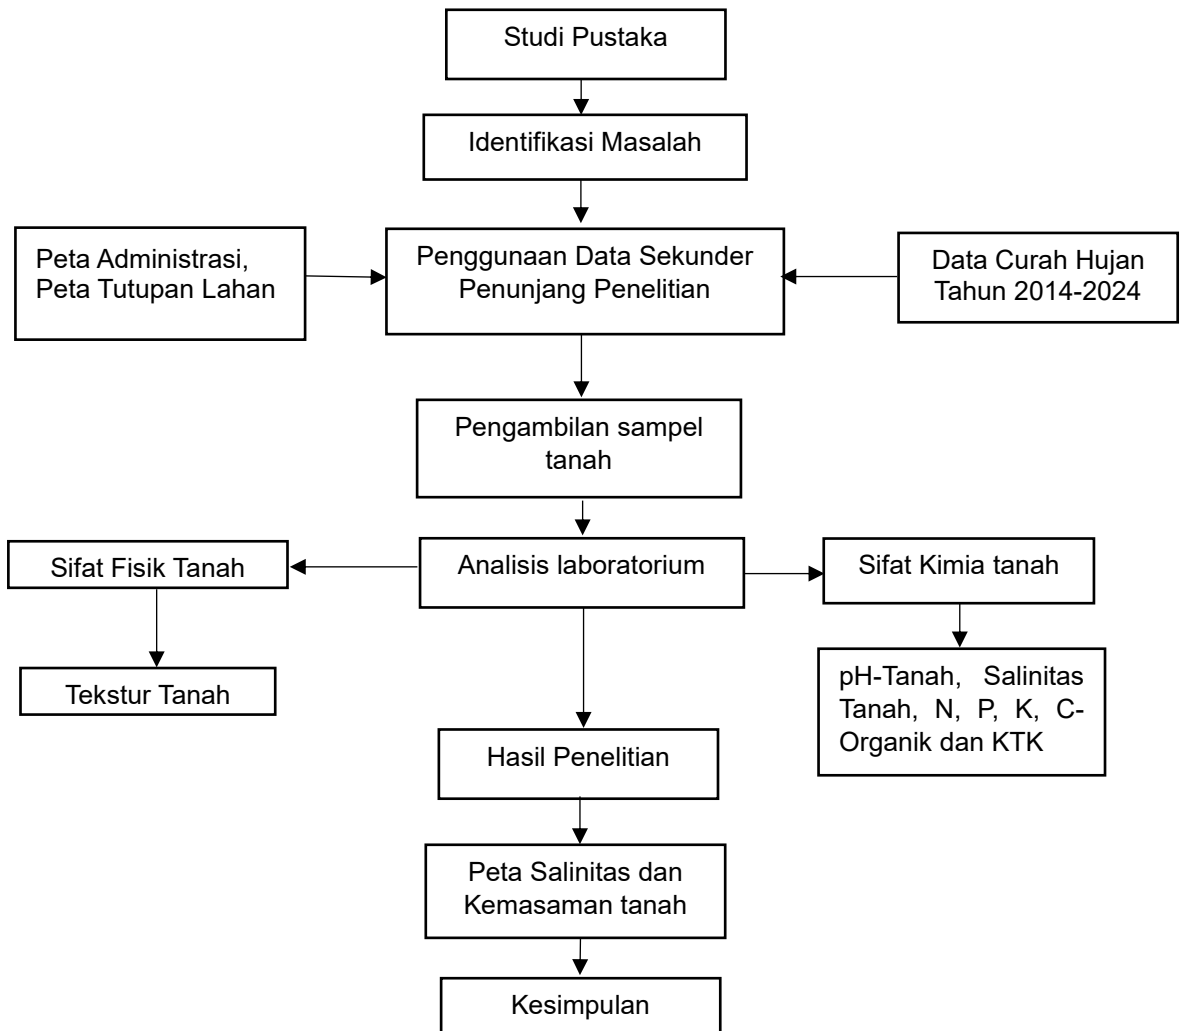 Studi Pustaka
Identifikasi Masalah
Peta Administrasi,
Peta Tutupan Lahan
Penggunaan Data Sekunder
Penunjang Penelitian
Data Curah Hujan
Tahun 2014-2024
Pengambilan sampel
tanah
Sifat Fisik Tanah
Analisis laboratorium
Sifat Kimia tanah
Tekstur Tanah
pH-Tanah, Salinitas
Tanah, N, P, K, C-
Organik dan KTK
Hasil Penelitian
Peta Salinitas dan
Kemasaman tanah
Kesimpulan